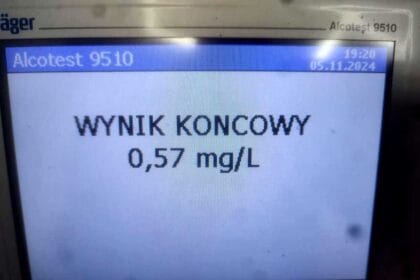 äger
Alcotest 9510
Alcotest 9510
19:20
05.11.2024
WYNIK KONCOWY
0,57 mg/L